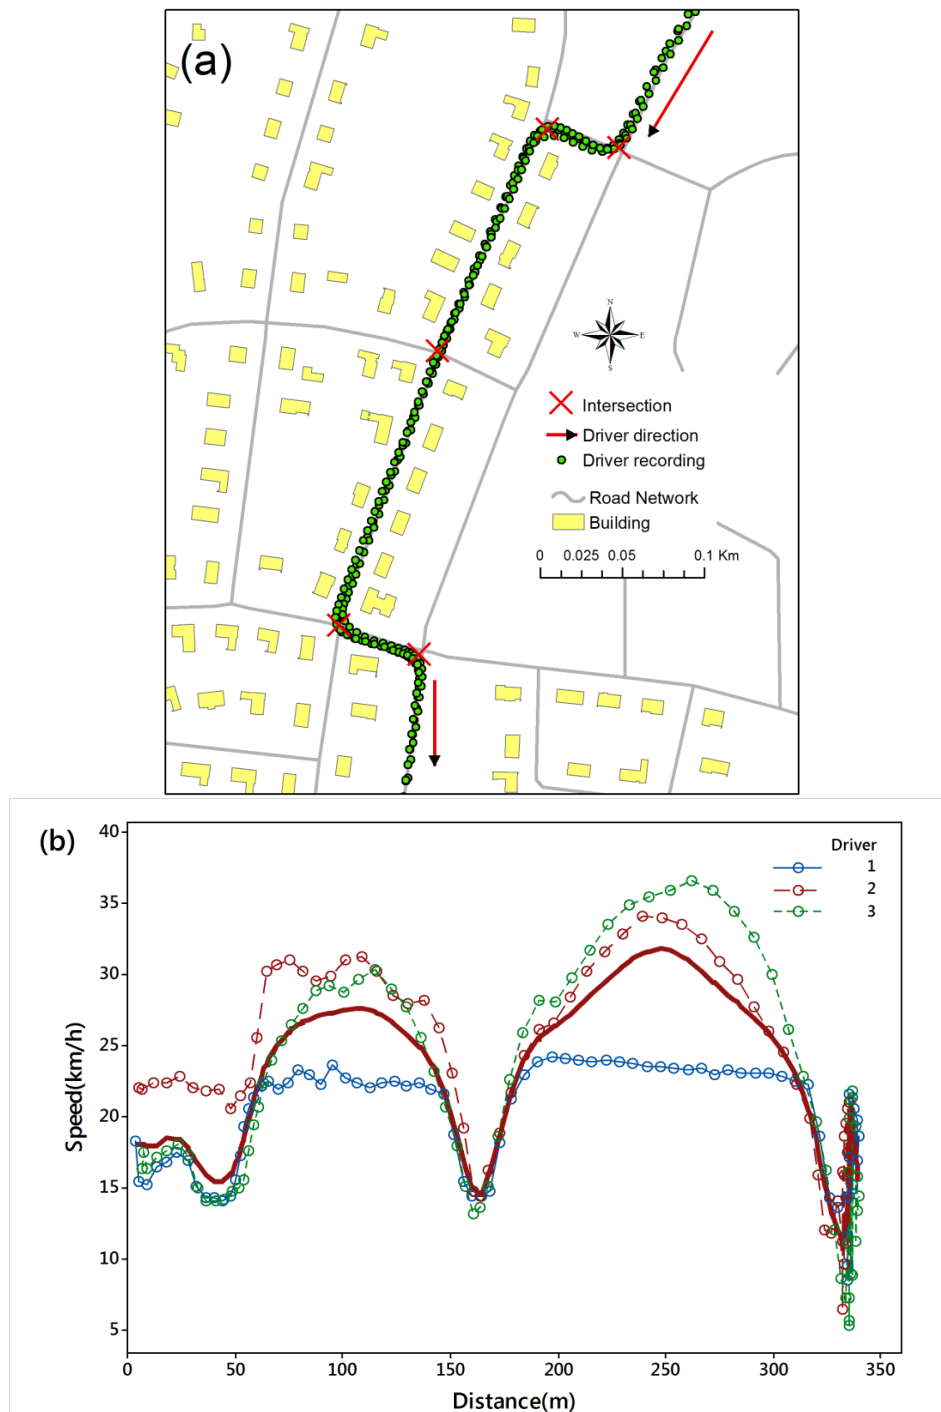 (a)
N
W E
S
Intersection
Driver direction
Driver recording
Road Network
Building
0 0.025 0.05 0.1 Km
(b)
Driver
1
2
3
40
35
30
25
20
15
10
5
Speed(km/h)
0 50 100 150 200 250 300 350
Distance(m)